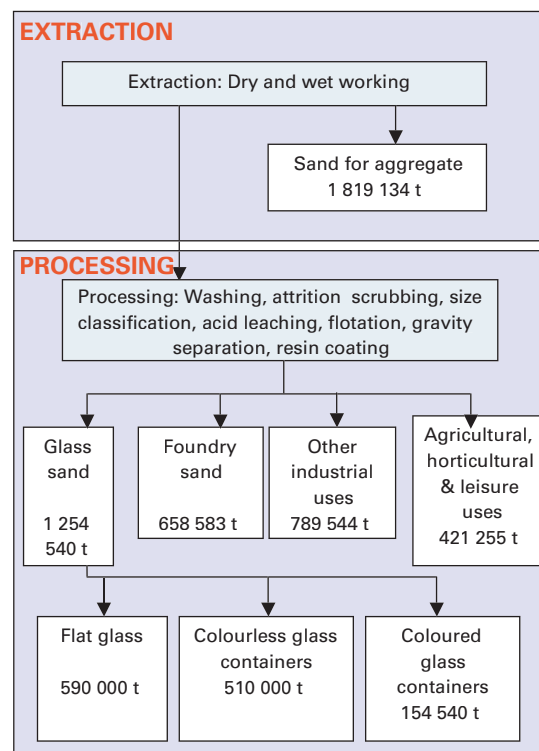 EXTRACTION
Extraction: Dry and wet working
Sand for aggregate
1 819 134 t
PROCESSING
Processing: Washing, attrition scrubbing, size
classification, acid leaching, flotation, gravity
separation, resin coating
Glass
sand
1 254
540 t
Foundry
sand
658 583 t
Other
industrial
uses
789 544 t
Agricultural,
horticultural
& leisure
uses
421 255 t
Flat glass
590 000 t
Colourless glass
containers
510 000 t
Coloured
glass
containers
154 540 t